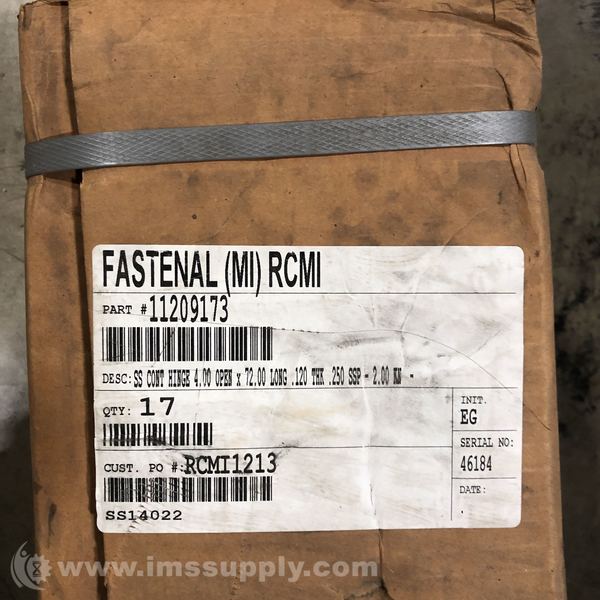 FASTENAL (MI) RCMI
PART #11209173
DESC: SS CONT HINGE 4.00 OPEN x 72.00 LONG .120 THK .250 SSP - 2.00 KN -
QTY: 17
INIT.
EG
SERIAL NO:
46184
CUST. PO #: RCMI1213
DATE:
SS14022
www.imssupply.com